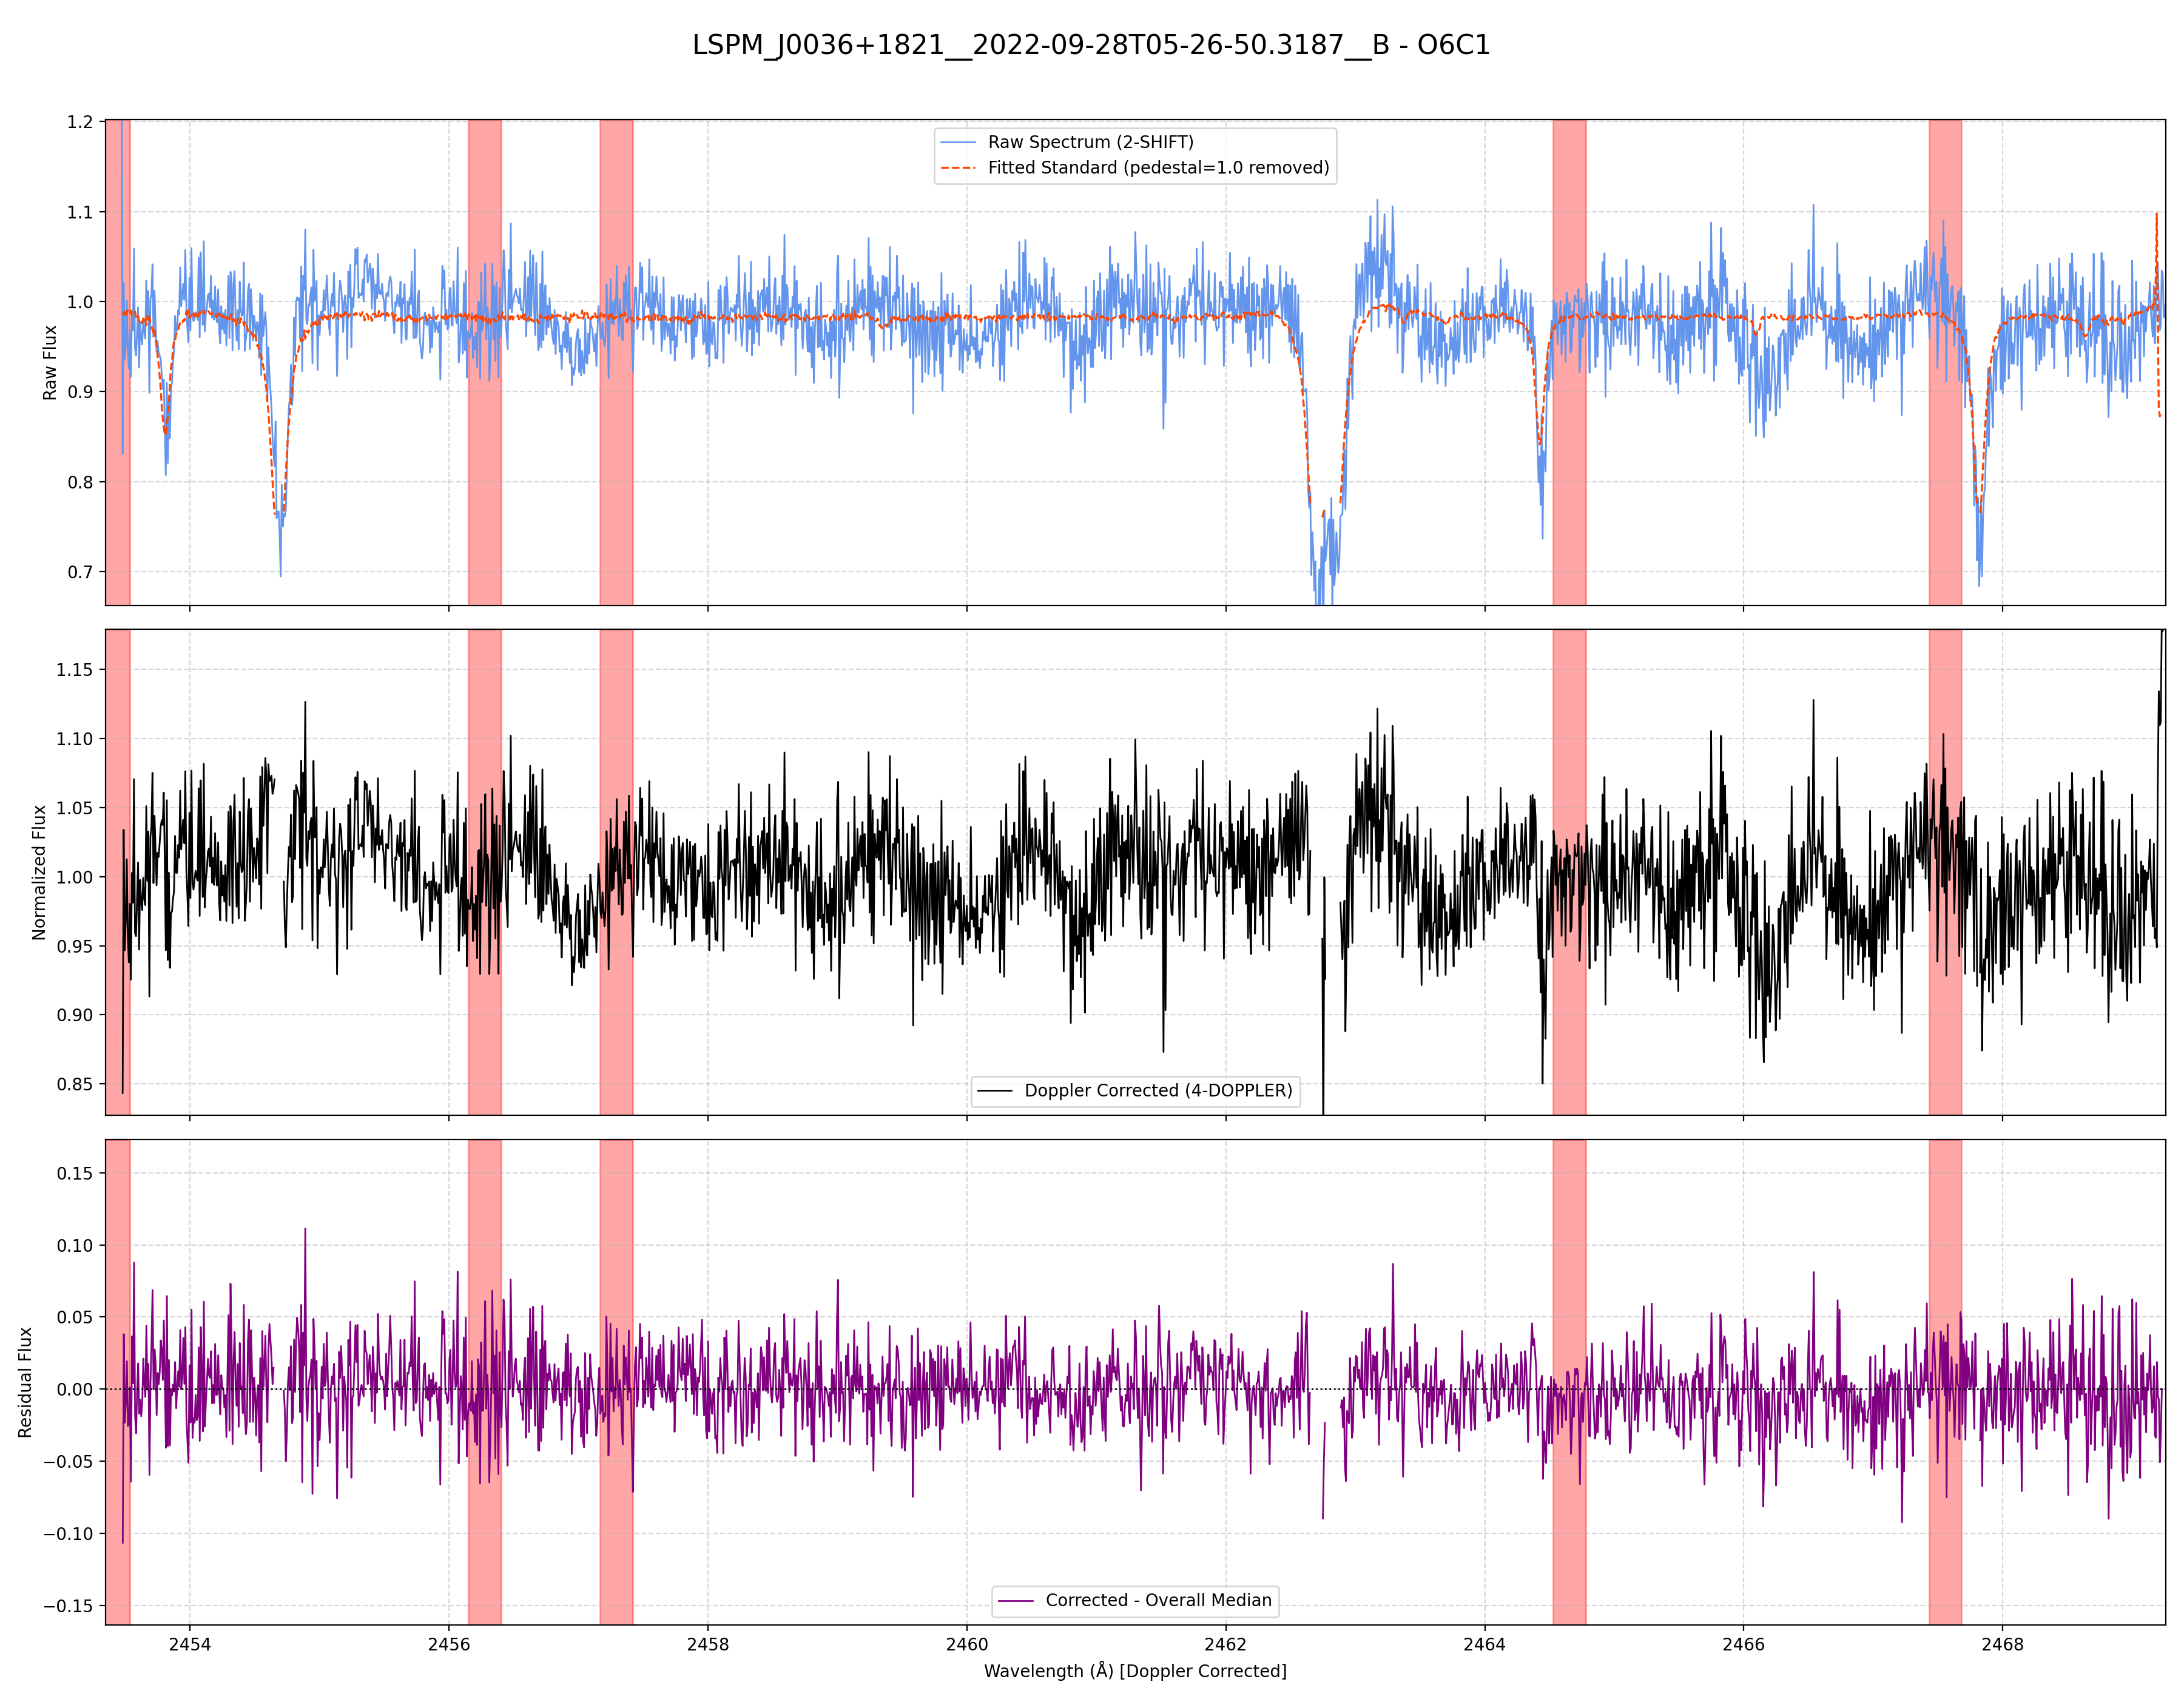 LSPM_J0036+1821__2022-09-28T05-26-50.3187__B - O6C1
1.2
1.1
1.0
0.9
0.8
0.7
Raw Flux
Raw Spectrum (2-SHIFT)
Fitted Standard (pedestal=1.0 removed)
1.15
1.10
1.05
1.00
0.95
0.90
0.85
Normalized Flux
Doppler Corrected (4-DOPPLER)
0.15
0.10
0.05
0.00
−0.05
−0.10
−0.15
Residual Flux
Corrected - Overall Median
2454 2456 2458 2460 2462 2464 2466 2468
Wavelength (Å) [Doppler Corrected]